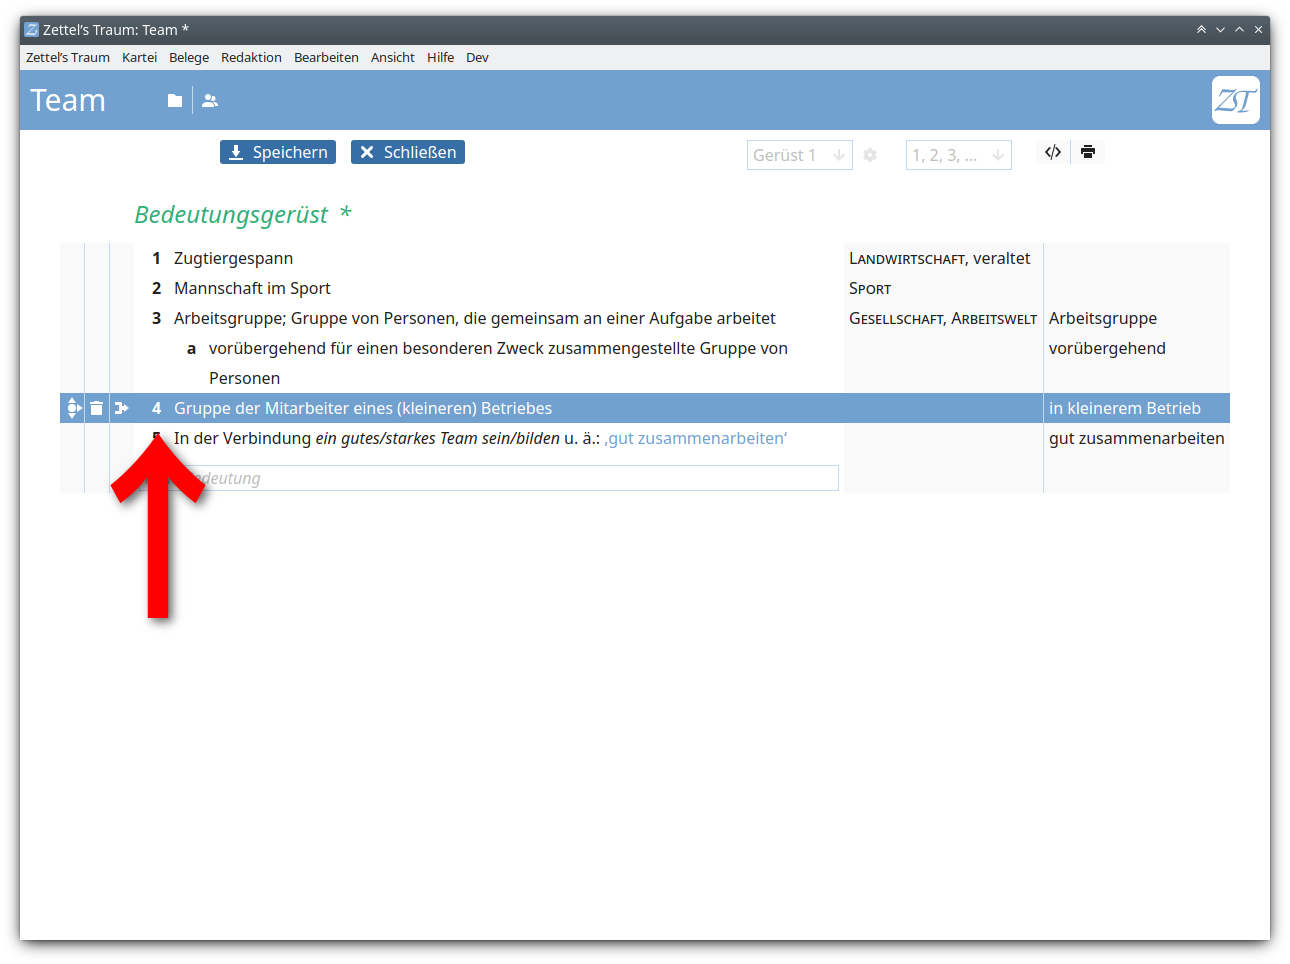 Zettel’s Traum: Team *
Zettel’s Traum Kartei Belege Redaktion Bearbeiten Ansicht Hilfe Dev
Team
ZST
Speichern Schließen Gerüst 1 1, 2, 3, ...
Bedeutungsgerüst *
1 Zugtiergespann Landwirtschaft, veraltet
2 Mannschaft im Sport Sport
3 Arbeitsgruppe; Gruppe von Personen, die gemeinsam an einer Aufgabe arbeitet Gesellschaft, Arbeitswelt Arbeitsgruppe
a vorübergehend für einen besonderen Zweck zusammengestellte Gruppe von vorübergehend
Personen
4 Gruppe der Mitarbeiter eines (kleineren) Betriebes in kleinerem Betrieb
5 In der Verbindung ein gutes/starkes Team sein/bilden u. ä.: ‚gut zusammenarbeiten‘ gut zusammenarbeiten